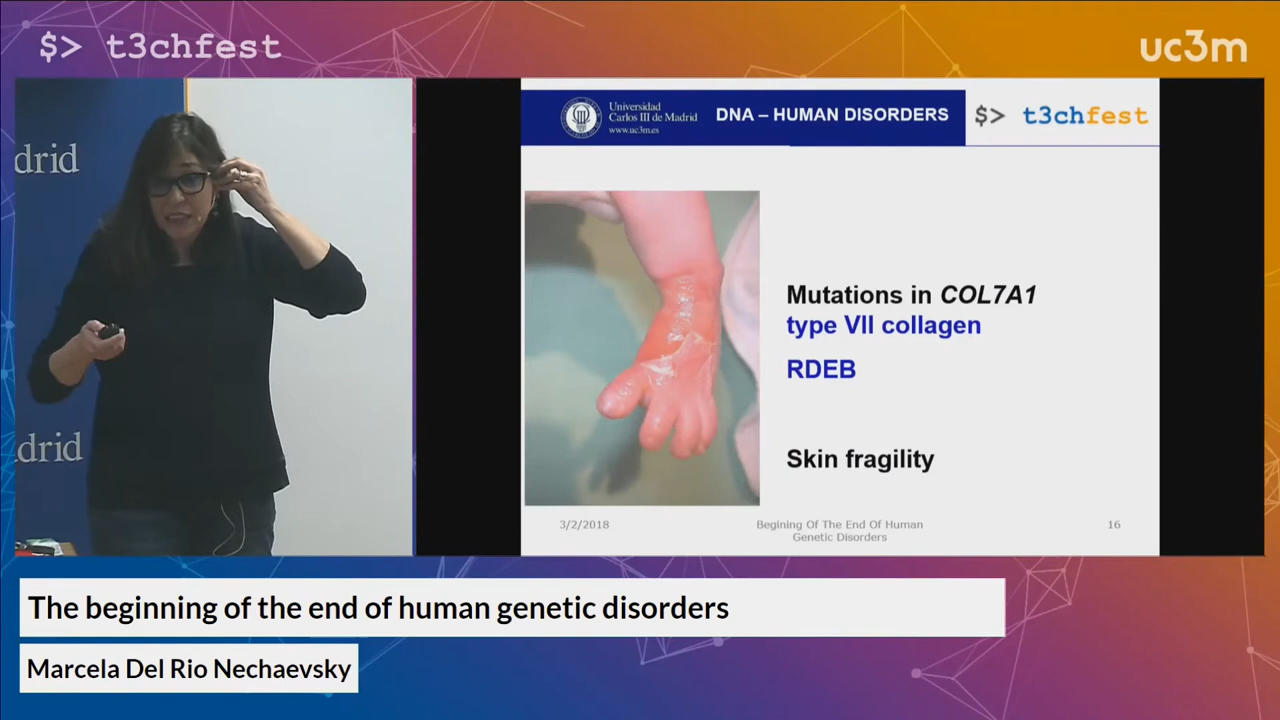 $> t3chfest
uc3m
drid
drid
Universidad
Carlos III de Madrid
www.uc3m.es
DNA – HUMAN DISORDERS
$> t3chfest
Mutations in COL7A1
type VII collagen
RDEB
Skin fragility
3/2/2018
Begining Of The End Of Human
Genetic Disorders
16
The beginning of the end of human genetic disorders
Marcela Del Rio Nechaevsky